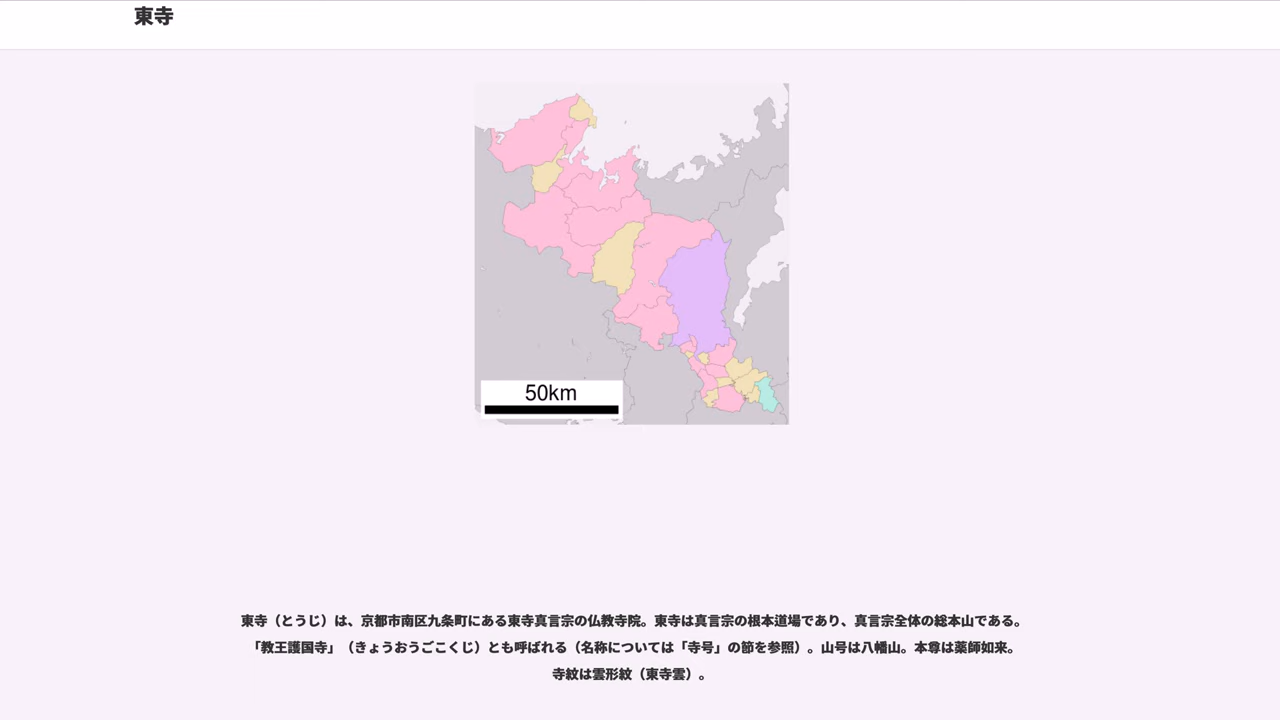 東寺
50km
東寺（とうじ）は、京都市南区九条町にある東寺真言宗の仏教寺院。東寺は真言宗の根本道場であり、真言宗全体の総本山である。
「教王護国寺」（きょうおうごこくじ）とも呼ばれる（名称については「寺号」の節を参照）。山号は八幡山。本尊は薬師如来。
寺紋は雲形紋（東寺雲）。